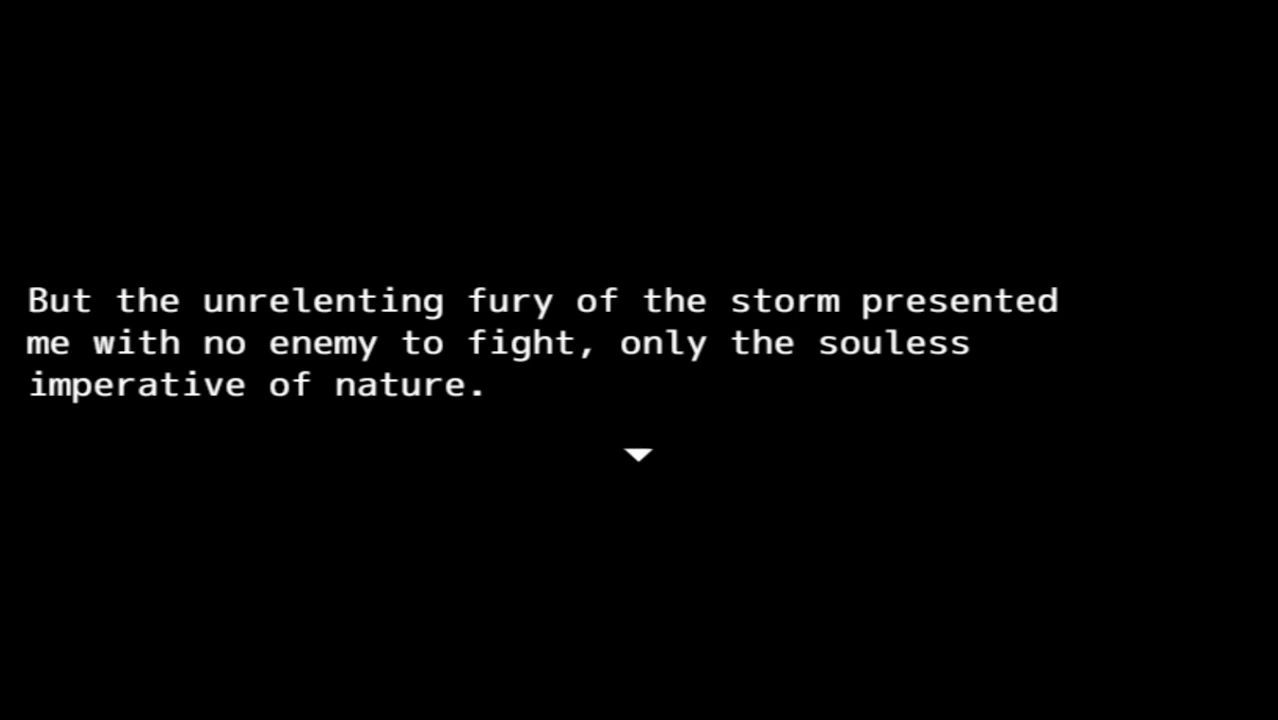 But the unrelenting fury of the storm presented
me with no enemy to fight, only the souless
imperative of nature.